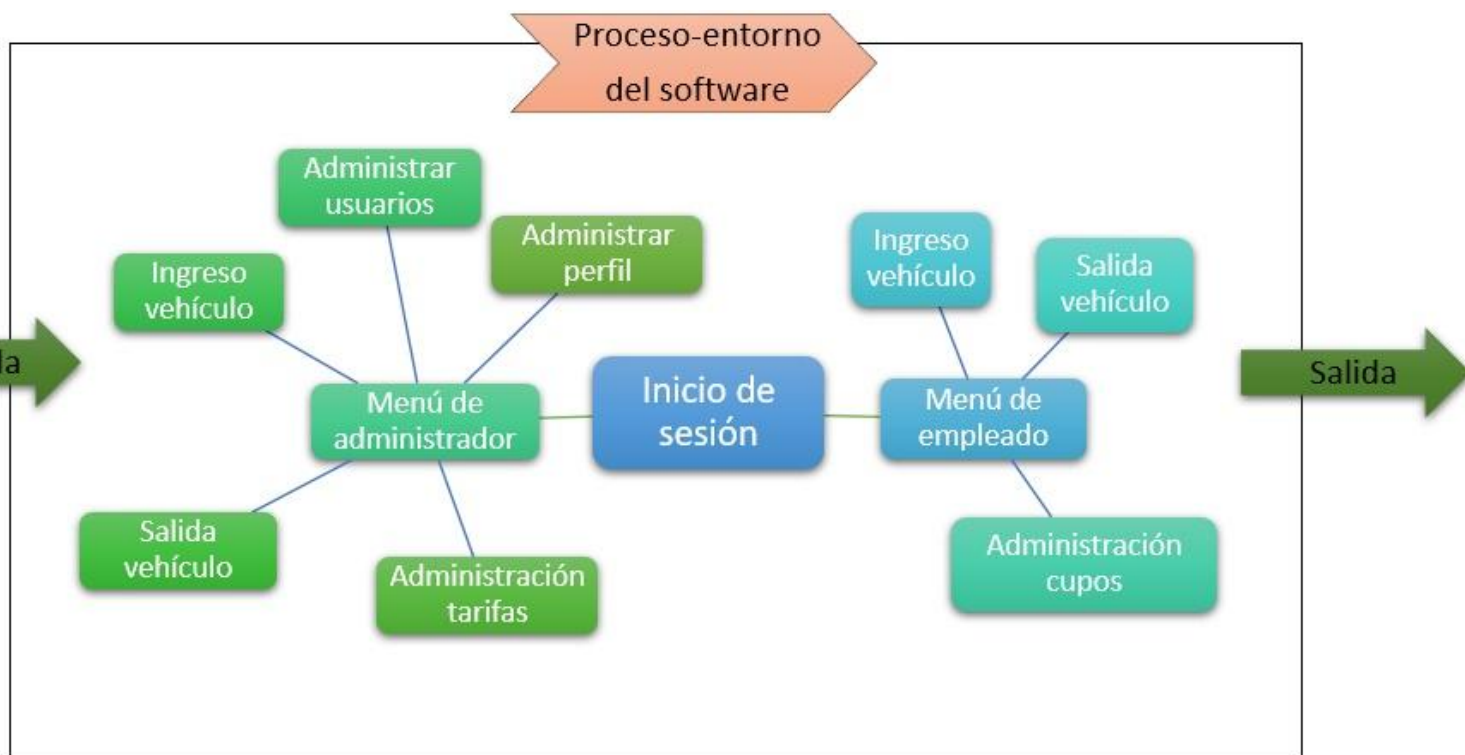 Proceso-entorno
del software
Administrar
usuarios
Administrar
perfil
Ingreso
vehículo
Ingreso
vehículo
Salida
vehículo
Menú de
administrador
Inicio de
sesión
Menú de
empleado
Salida
Salida
vehículo
Administración
tarifas
Administración
cupos